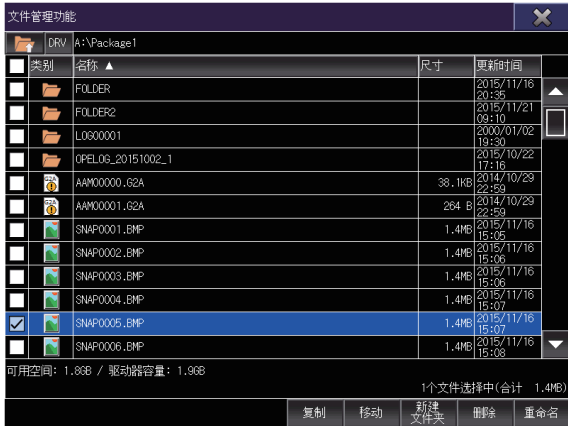 文件管理功能
DRV A:\Package1
类别 名称 ▲ 尺寸 更新时间
FOLDER 2015/11/16 20:35
FOLDER2 2015/11/21 09:10
LOG00001 2000/01/02 19:30
OPELOG_20151002_1 2015/10/22 17:16
G2A AAM00000.G2A 38.1KB 2014/10/29 22:59
G2A AAM00001.G2A 264 B 2014/10/29 22:59
SNAP0001.BMP 1.4MB 2015/11/16 15:05
SNAP0002.BMP 1.4MB 2015/11/16 15:06
SNAP0003.BMP 1.4MB 2015/11/16 15:06
SNAP0004.BMP 1.4MB 2015/11/16 15:07
SNAP0005.BMP 1.4MB 2015/11/16 15:07
SNAP0006.BMP 1.4MB 2015/11/16 15:08
可用空间: 1.8GB / 驱动器容量: 1.9GB
1个文件选择中(合计 1.4MB)
复制 移动 新建文件夹 删除 重命名